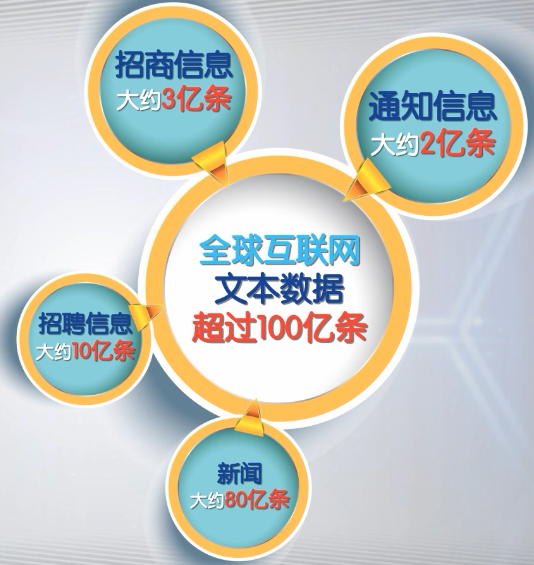 招商信息
大约3亿条
通知信息
大约2亿条
全球互联网
文本数据
超过100亿条
招聘信息
大约10亿条
新闻
大约80亿条